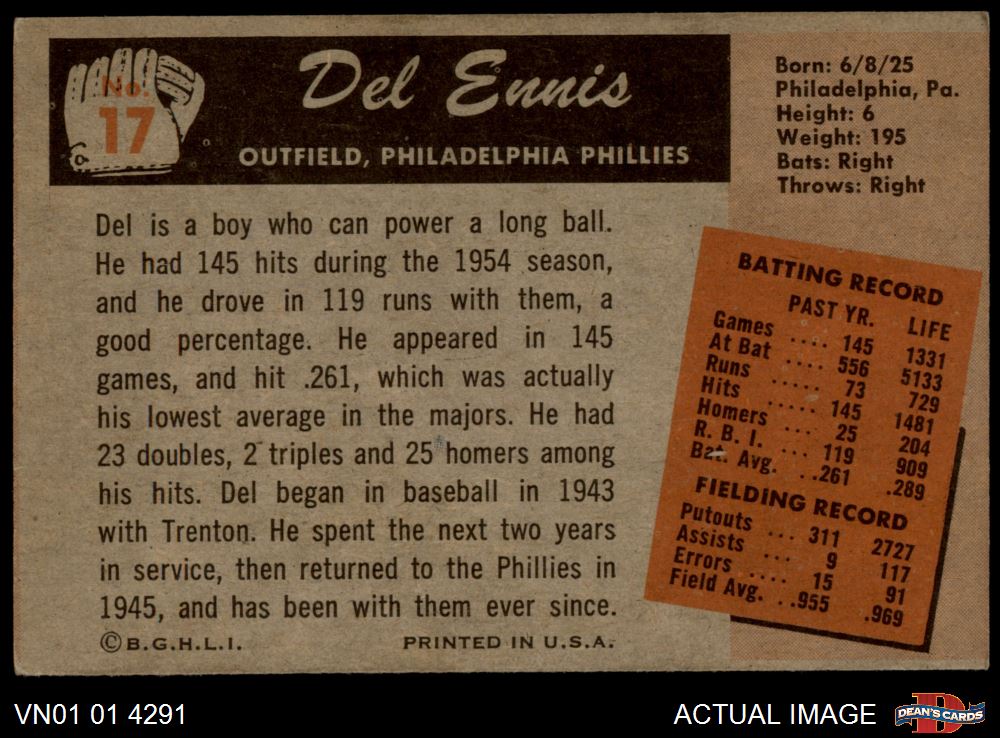 No.
17
Del Ennis
OUTFIELD, PHILADELPHIA PHILLIES
Born: 6/8/25
Philadelphia, Pa.
Height: 6
Weight: 195
Bats: Right
Throws: Right
Del is a boy who can power a long ball.
He had 145 hits during the 1954 season,
and he drove in 119 runs with them, a
good percentage. He appeared in 145
games, and hit .261, which was actually
his lowest average in the majors. He had
23 doubles, 2 triples and 25 homers among
his hits. Del began in baseball in 1943
with Trenton. He spent the next two years
in service, then returned to the Phillies in
1945, and has been with them ever since.
©B.G.H.L.I. PRINTED IN U.S.A.
BATTING RECORD
PAST YR. LIFE
Games .... 145 1331
At Bat .... 556 5133
Runs ..... 73 729
Hits ..... 145 1481
Homers .... 25 204
R. B. I. ... 119 909
Bat. Avg. ..261 .289
FIELDING RECORD
Putouts ... 311 2727
Assists ... 9 117
Errors .... 15 91
Field Avg. ..955 .969
VN01 01 4291
ACTUAL IMAGE
D
DEAN'S CARDS